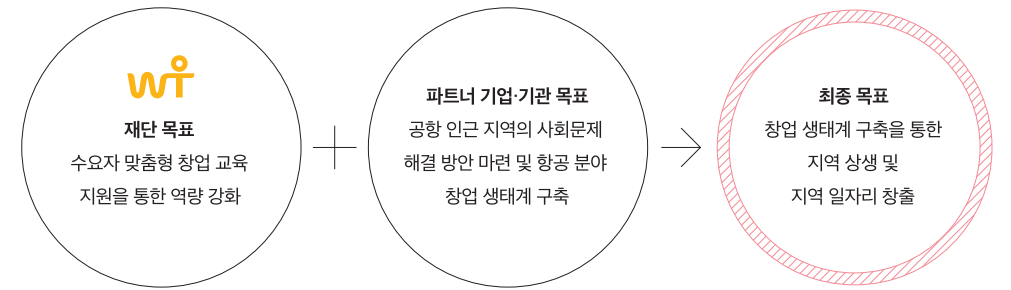 재단 목표
수요자 맞춤형 창업 교육
지원을 통한 역량 강화
파트너 기업·기관 목표
공항 인근 지역의 사회문제
해결 방안 마련 및 항공 분야
창업 생태계 구축
최종 목표
창업 생태계 구축을 통한
지역 상생 및
지역 일자리 창출